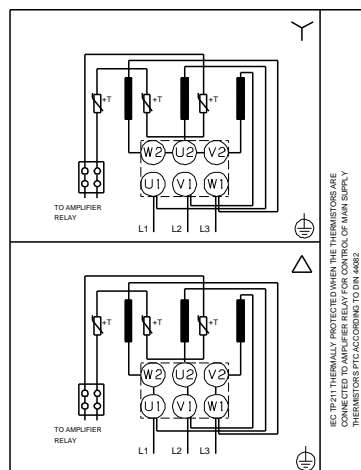 +T +T +T
W2 U2 V2
U1 V1 W1
TO AMPLIFIER
RELAY
L1 L2 L3
+T +T +T
W2 U2 V2
U1 V1 W1
TO AMPLIFIER
RELAY
L1 L2 L3
IEC TP 211 THERMALLY PROTECTED WHEN THE THERMISTORS ARE
CONNECTED TO AMPLIFIER RELAY FOR CONTROL OF MAIN SUPPLY
THERMISTORS PTC ACCORDING TO DIN 44082